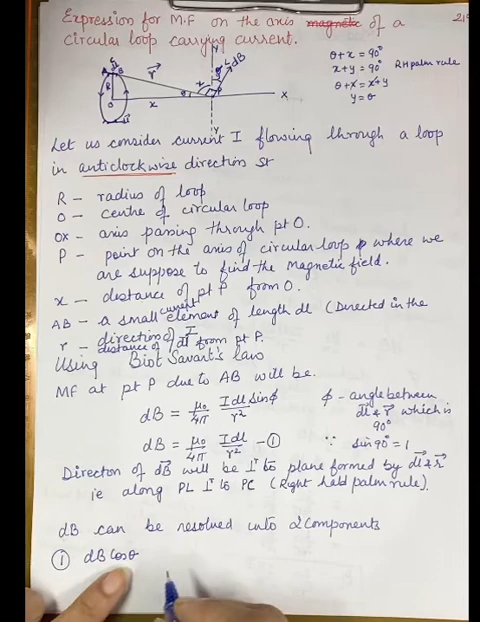 Expression for M.F on the axis magnetic of a
circular loop carrying current.
215
θ+x = 90°
x+y = 90°
RH palm rule
θ+x = x+y
y = θ
A
B
R
O
r
x
x
θ
P
L
dB
Y
Y
X
Let us consider current I flowing through a loop
in anticlockwise direction st
R - radius of loop
O - centre of circular loop
OX - axis passing through pt O.
P - point on the axis of circular loop where we
are suppose to find the magnetic field.
x - distance of pt P from O.
AB - a small current element of length dl (Directed in the
direction of I
r - distance of dl from pt P.
Using Biot Savart's law
MF at pt P due to AB will be.
dB = μ₀/4π Idl sinϕ/r²
ϕ - angle between
dl & r which is
90°
dB = μ₀/4π Idl/r² - ①
∵ sin90° = 1
Direction of dB will be ⊥r to plane formed by dl & r
ie along PL ⊥r to PC (Right hald palm rule).
dB can be resolved into 2 components
① dB cosθ